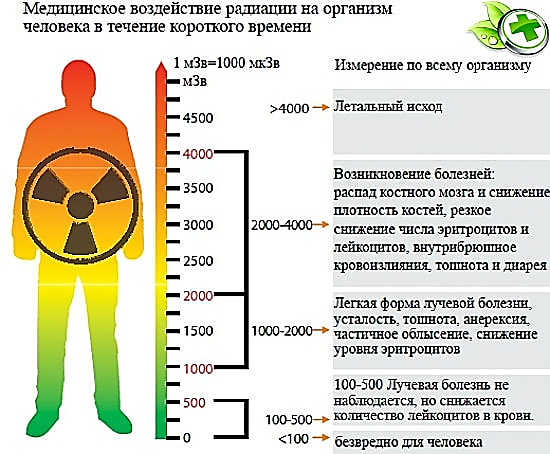 Медицинское воздействие радиации на организм
человека в течение короткого времени
1 мЗв=1000 мкЗв
мЗв
4500
4000
3500
3000
2500
2000
1500
1000
500
0
Измерение по всему организму
>4000
Летальный исход
2000-4000
Возникновение болезней:
распад костного мозга и снижение
плотность костей, резкое
снижение числа эритроцитов и
лейкоцитов, внутрибрюшное
кровоизлияния, тошнота и диарея
1000-2000
Легкая форма лучевой болезни,
усталость, тошнота, анерексия,
частичное облысение, снижение
уровня эритроцитов
100-500
100-500 Лучевая болезнь не
наблюдается, но снижается
количество лейкоцитов в крови.
<100
безвредно для человека